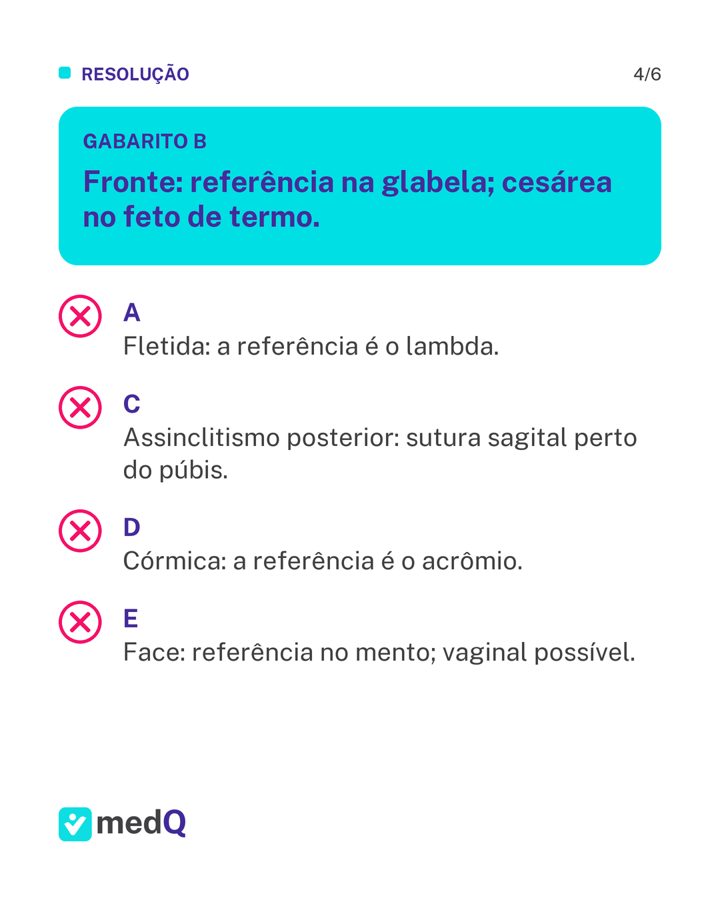 RESOLUÇÃO
4/6
GABARITO B
Fronte: referência na glabela; cesárea
no feto de termo.
A
Fletida: a referência é o lambda.
C
Assinclitismo posterior: sutura sagital perto
do púbis.
D
Córmica: a referência é o acrômio.
E
Face: referência no mento; vaginal possível.
medQ